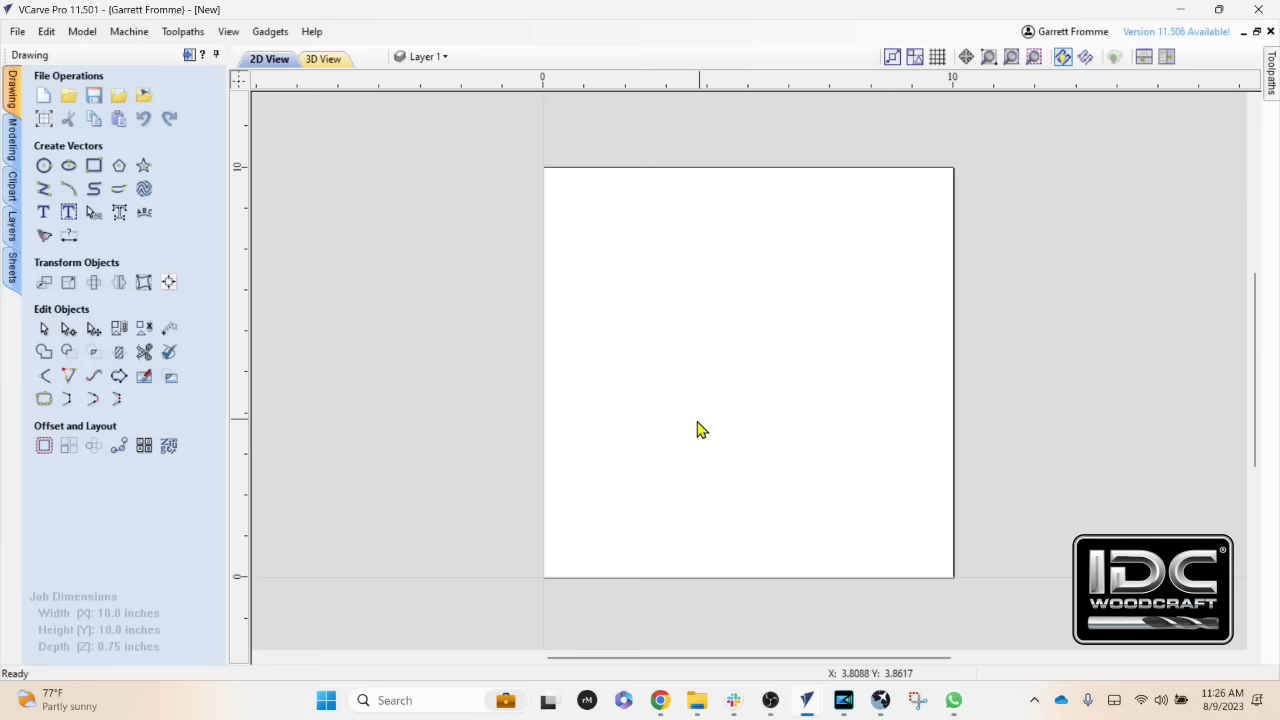 VCarve Pro 11.501 - {Garrett Fromme} - [New]
File Edit Model Machine Toolpaths View Gadgets Help
Garrett Fromme Version 11.506 Available!
Drawing
2D View 3D View Layer 1
Toolpaths
Drawing
Modeling
Clipart
Layers
Sheets
File Operations
Create Vectors
Transform Objects
Edit Objects
Offset and Layout
0 10
10
0
Job Dimensions
Width [X]: 10.0 inches
Height [Y]: 10.0 inches
Depth [Z]: 0.75 inches
IDC®
WOODCRAFT
Ready
X: 3.8088 Y: 3.8617
77°F
Partly sunny
Search
rM
11:26 AM
8/9/2023